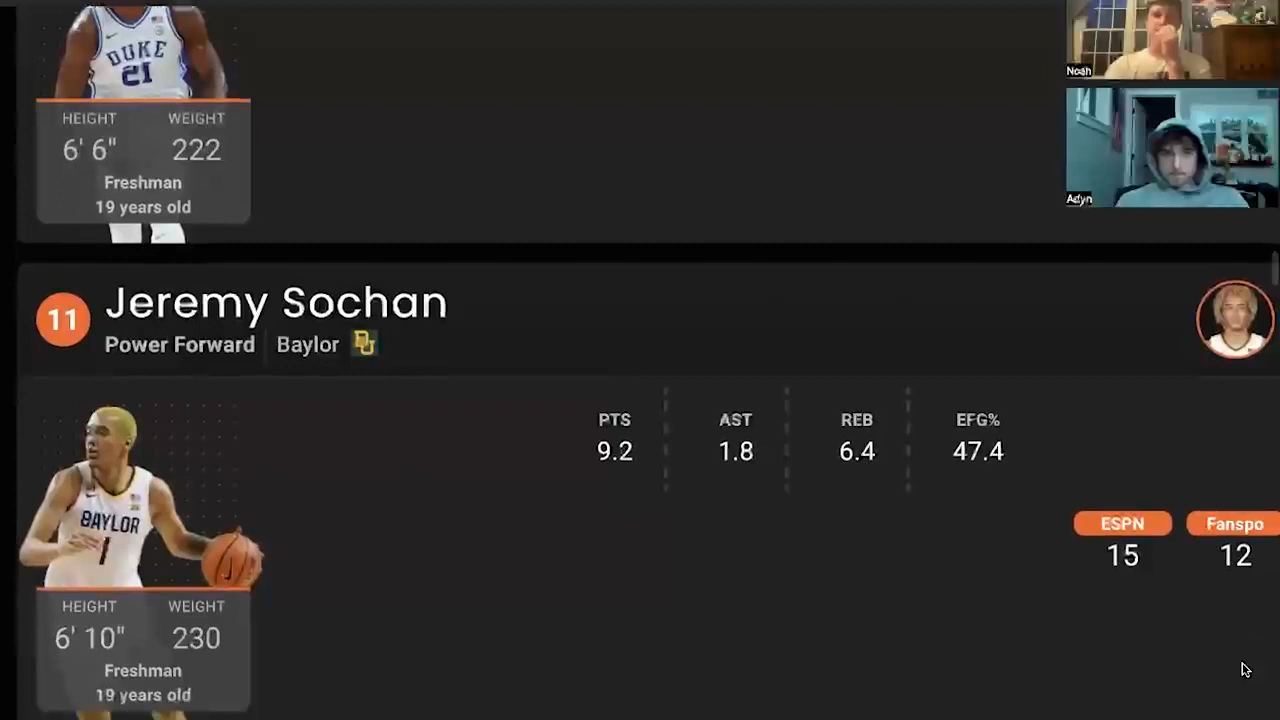 DUKE
21
HEIGHT WEIGHT
6' 6" 222
Freshman
19 years old
Noah
11
Jeremy Sochan
Power Forward Baylor
BAYLOR
1
HEIGHT WEIGHT
6' 10" 230
Freshman
19 years old
PTS AST REB EFG%
9.2 1.8 6.4 47.4
ESPN Fanspo
15 12